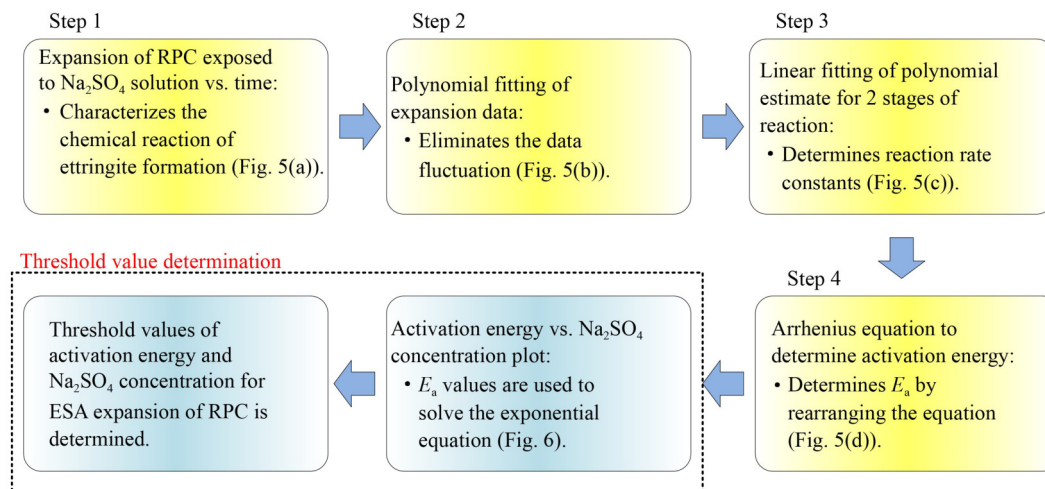 Step 1
Expansion of RPC exposed
to Na₂SO₄ solution vs. time:
• Characterizes the
chemical reaction of
ettringite formation (Fig. 5(a)).
Step 2
Polynomial fitting of
expansion data:
• Eliminates the data
fluctuation (Fig. 5(b)).
Step 3
Linear fitting of polynomial
estimate for 2 stages of
reaction:
• Determines reaction rate
constants (Fig. 5(c)).
Step 4
Arrhenius equation to
determine activation energy:
• Determines Eₐ by
rearranging the equation
(Fig. 5(d)).
Threshold value determination
Activation energy vs. Na₂SO₄
concentration plot:
• Eₐ values are used to
solve the exponential
equation (Fig. 6).
Threshold values of
activation energy and
Na₂SO₄ concentration for
ESA expansion of RPC is
determined.